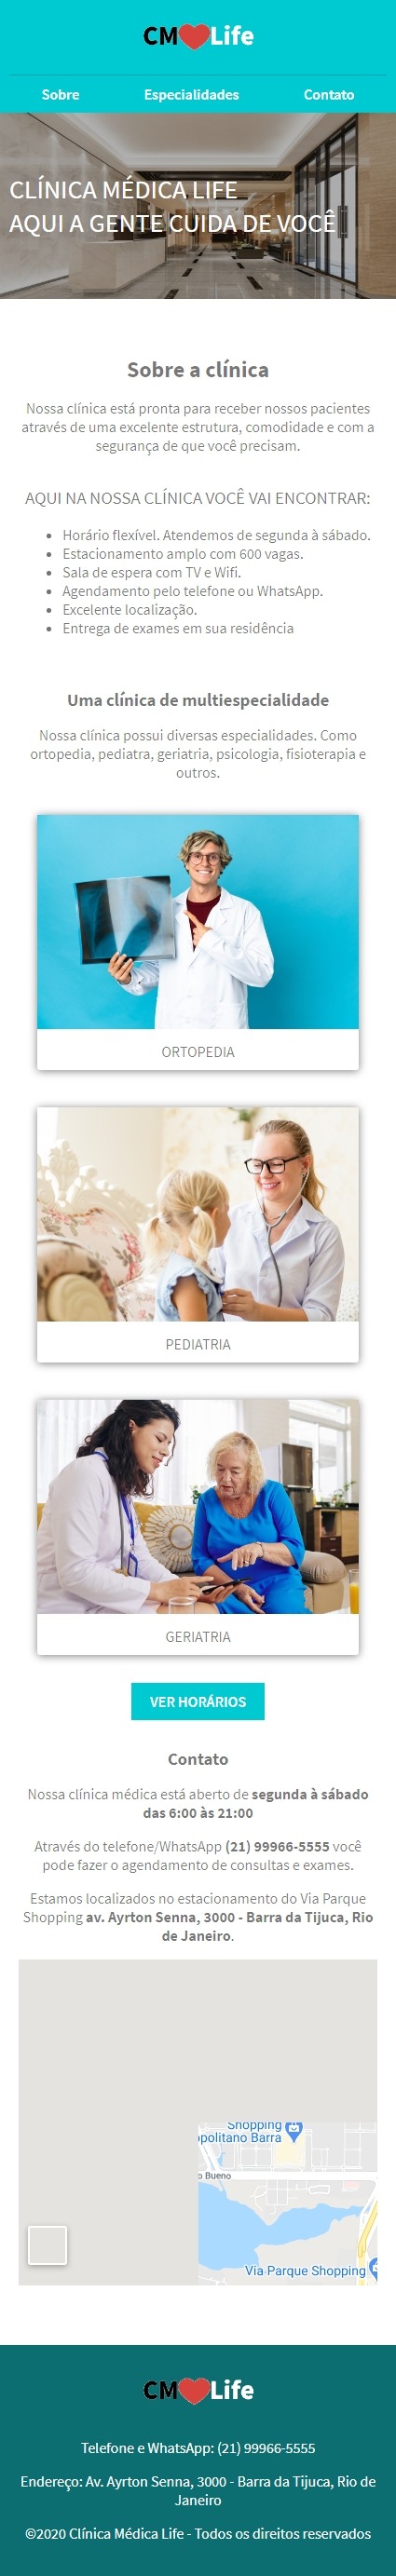 CM Life
Sobre Especialidades Contato
CLÍNICA MÉDICA LIFE
AQUI A GENTE CUIDA DE VOCÊ
Sobre a clínica
Nossa clínica está pronta para receber nossos pacientes
através de uma excelente estrutura, comodidade e com a
segurança de que você precisam.
AQUI NA NOSSA CLÍNICA VOCÊ VAI ENCONTRAR:
• Horário flexível. Atendemos de segunda à sábado.
• Estacionamento amplo com 600 vagas.
• Sala de espera com TV e Wifi.
• Agendamento pelo telefone ou WhatsApp.
• Excelente localização.
• Entrega de exames em sua residência
Uma clínica de multiespecialidade
Nossa clínica possui diversas especialidades. Como
ortopedia, pediatra, geriatria, psicologia, fisioterapia e
outros.
ORTOPEDIA
PEDIATRIA
GERIATRIA
VER HORÁRIOS
Contato
Nossa clínica médica está aberto de segunda à sábado
das 6:00 às 21:00
Através do telefone/WhatsApp (21) 99966-5555 você
pode fazer o agendamento de consultas e exames.
Estamos localizados no estacionamento do Via Parque
Shopping av. Ayrton Senna, 3000 - Barra da Tijuca, Rio
de Janeiro.
Shopping
opolitano Barra
o Bueno
Via Parque Shopping
CM Life
Telefone e WhatsApp: (21) 99966-5555
Endereço: Av. Ayrton Senna, 3000 - Barra da Tijuca, Rio de
Janeiro
©2020 Clínica Médica Life - Todos os direitos reservados